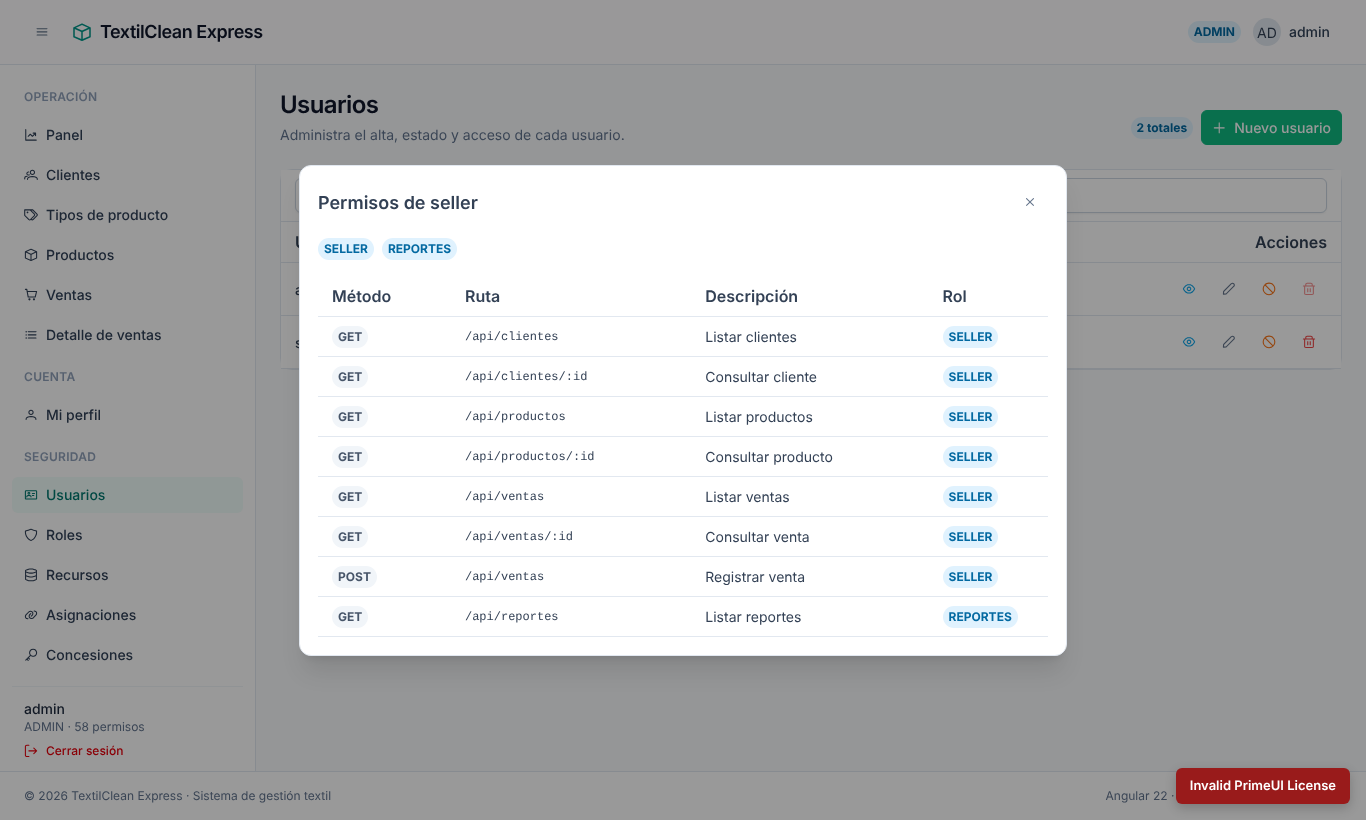 TextilClean Express
ADMIN AD admin
OPERACIÓN
Panel
Clientes
Tipos de producto
Productos
Ventas
Detalle de ventas
CUENTA
Mi perfil
SEGURIDAD
Usuarios
Roles
Recursos
Asignaciones
Concesiones
admin
ADMIN · 58 permisos
Cerrar sesión
Usuarios
Administra el alta, estado y acceso de cada usuario.
2 totales
+ Nuevo usuario
Acciones
Permisos de seller
SELLER REPORTES
Método Ruta Descripción Rol
GET /api/clientes Listar clientes SELLER
GET /api/clientes/:id Consultar cliente SELLER
GET /api/productos Listar productos SELLER
GET /api/productos/:id Consultar producto SELLER
GET /api/ventas Listar ventas SELLER
GET /api/ventas/:id Consultar venta SELLER
POST /api/ventas Registrar venta SELLER
GET /api/reportes Listar reportes REPORTES
© 2026 TextilClean Express · Sistema de gestión textil
Angular 22 ·
Invalid PrimeUI License